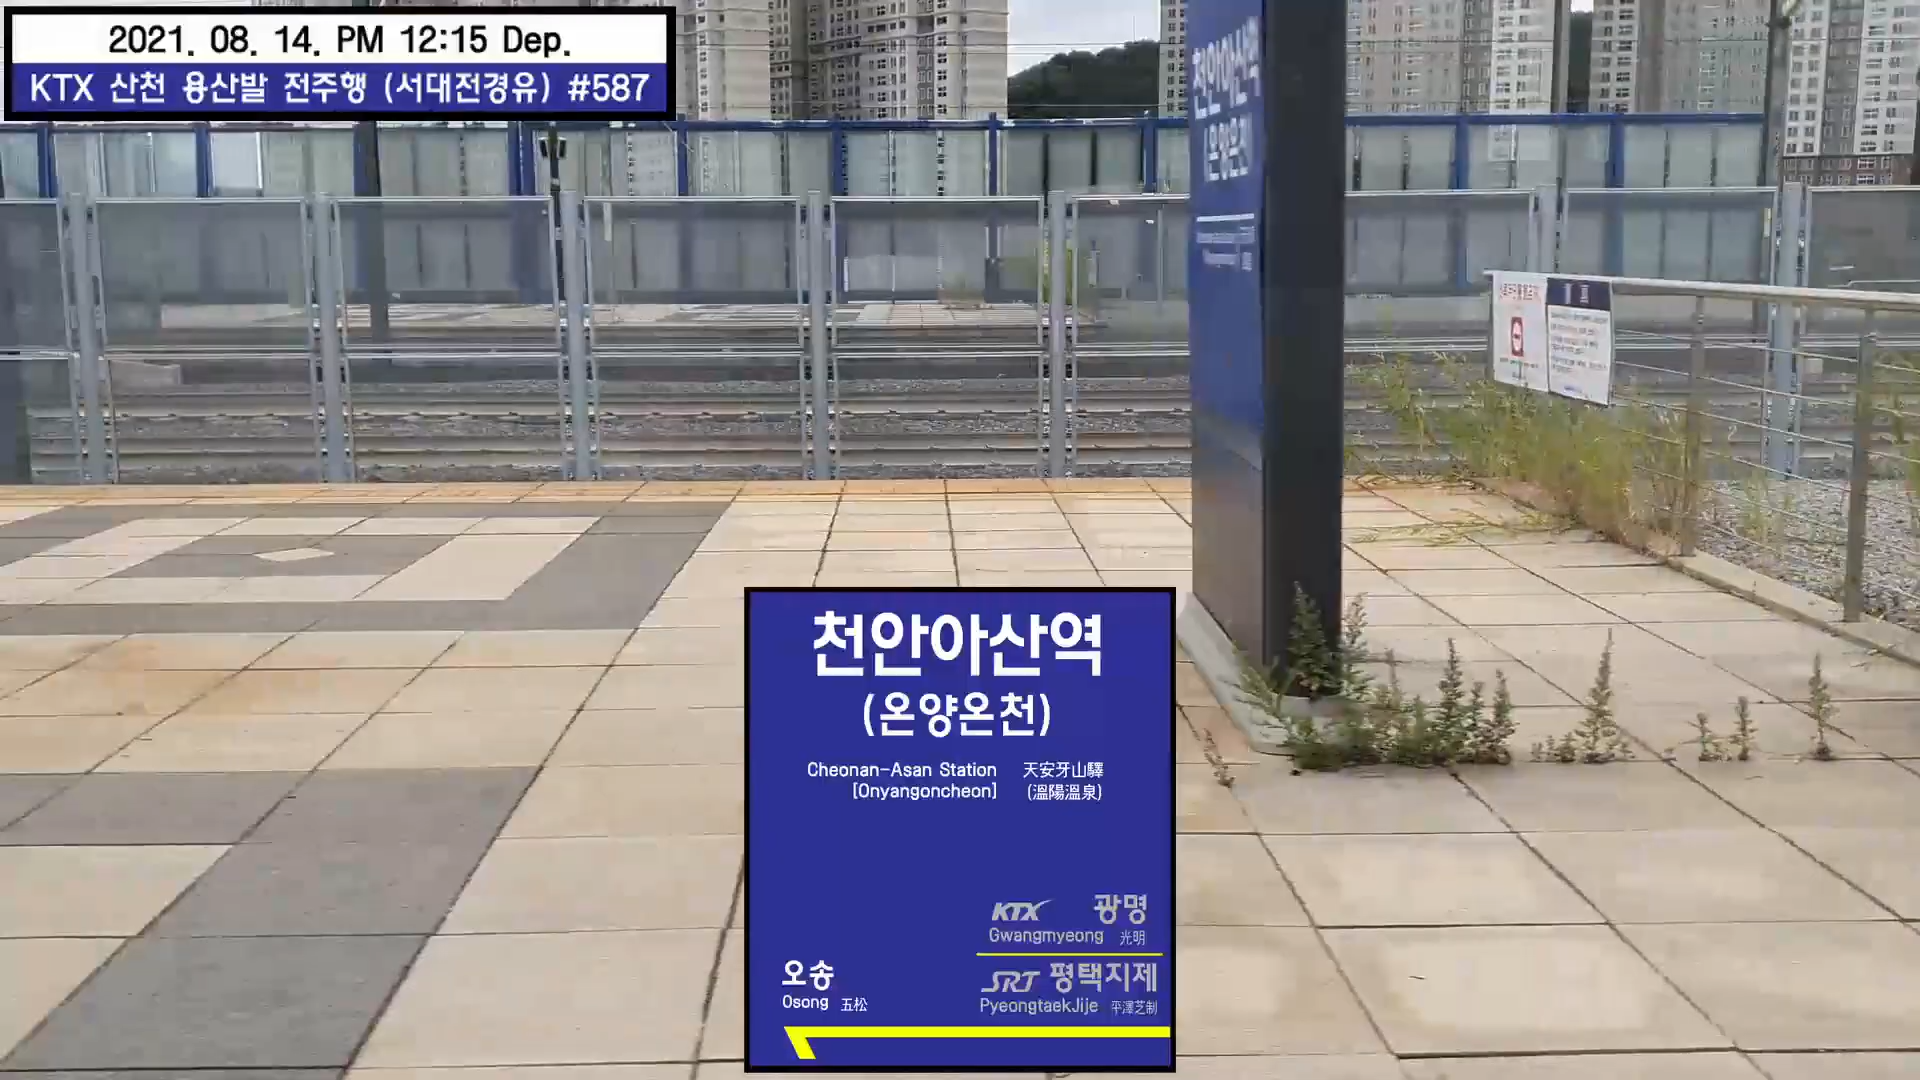 2021. 08. 14. PM 12:15 Dep.
KTX 산천 용산발 전주행 (서대전경유) #587
천안아산역
(온양온천)
천안아산역
(온양온천)
Cheonan-Asan Station 天安牙山驛
[Onyangoncheon] (溫陽溫泉)
KTX 광명
Gwangmyeong 光明
오송
Osong 五松
SRT 평택지제
PyeongtaekJije 平澤芝制